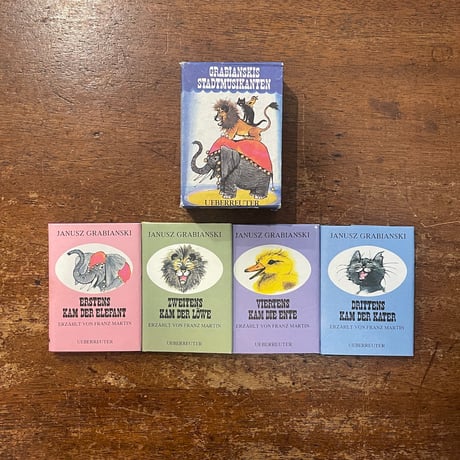 GRABIANSKIS
STADTMUSIKANTEN
UEBERREUTER
JANUSZ GRABIANSKI
ERSTENS
KAM DER ELEFANT
ERZÄHLT VON FRANZ MARTIN
UEBERREUTER
JANUSZ GRABIANSKI
ZWEITENS
KAM DER LÖWE
ERZÄHLT VON FRANZ MARTIN
UEBERREUTER
JANUSZ GRABIANSKI
VIERTENS
KAM DIE ENTE
ERZÄHLT VON FRANZ MARTIN
UEBERREUTER
JANUSZ GRABIANSKI
DRITTENS
KAM DER KATER
ERZÄHLT VON FRANZ MARTIN
UEBERREUTER